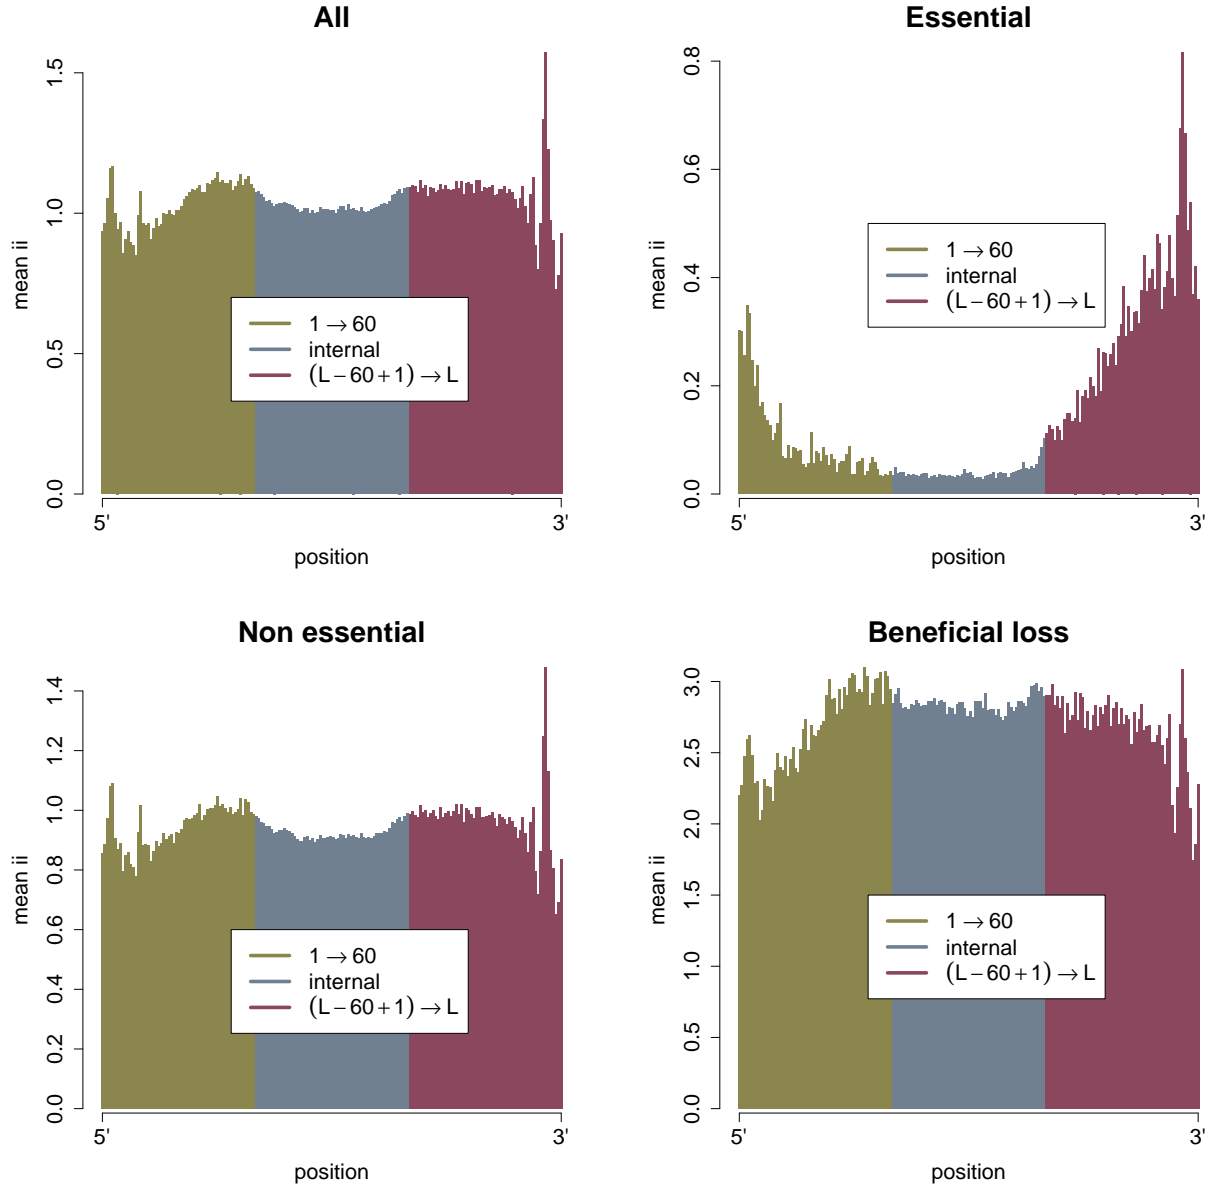 All
mean ii
0.0
0.5
1.0
1.5
1 → 60
internal
(L − 60 + 1) → L
5'
3'
position
Essential
mean ii
0.0
0.2
0.4
0.6
0.8
1 → 60
internal
(L − 60 + 1) → L
5'
3'
position
Non essential
mean ii
0.0
0.2
0.4
0.6
0.8
1.0
1.2
1.4
1 → 60
internal
(L − 60 + 1) → L
5'
3'
position
Beneficial loss
mean ii
0.0
0.5
1.0
1.5
2.0
2.5
3.0
1 → 60
internal
(L − 60 + 1) → L
5'
3'
position